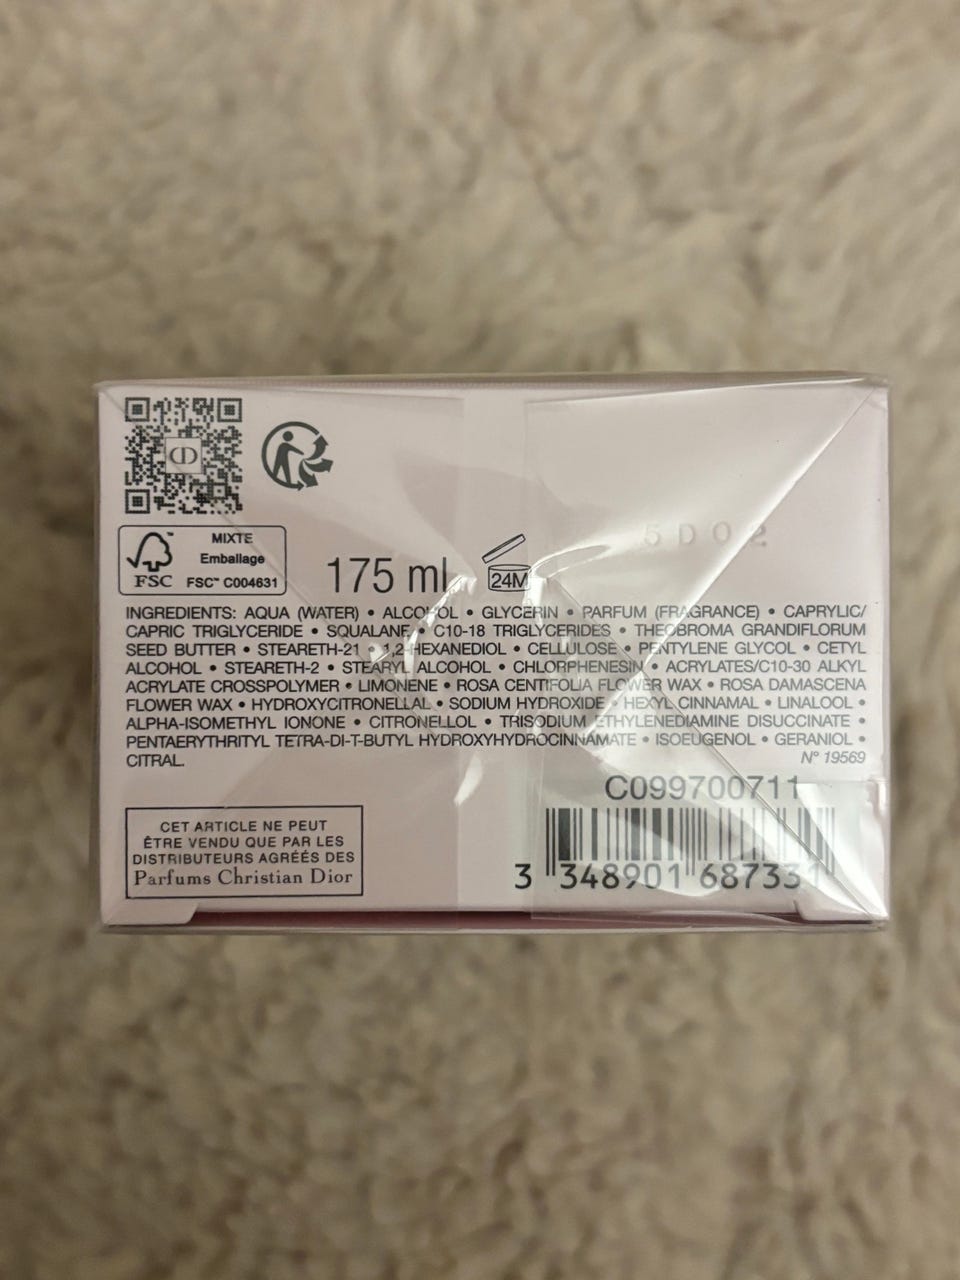 CD
MIXTE
Emballage
FSC™ C004631
FSC
175 ml
24M
5D02
INGREDIENTS: AQUA (WATER) • ALCOHOL • GLYCERIN • PARFUM (FRAGRANCE) • CAPRYLIC/
CAPRIC TRIGLYCERIDE • SQUALANE • C10-18 TRIGLYCERIDES • THEOBROMA GRANDIFLORUM
SEED BUTTER • STEARETH-21 • 1,2-HEXANEDIOL • CELLULOSE • PENTYLENE GLYCOL • CETYL
ALCOHOL • STEARETH-2 • STEARYL ALCOHOL • CHLORPHENESIN • ACRYLATES/C10-30 ALKYL
ACRYLATE CROSSPOLYMER • LIMONENE • ROSA CENTIFOLIA FLOWER WAX • ROSA DAMASCENA
FLOWER WAX • HYDROXYCITRONELLAL • SODIUM HYDROXIDE • HEXYL CINNAMAL • LINALOOL •
ALPHA-ISOMETHYL IONONE • CITRONELLOL • TRISODIUM ETHYLENEDIAMINE DISUCCINATE •
PENTAERYTHRITYL TETRA-DI-T-BUTYL HYDROXYHYDROCINNAMATE • ISOEUGENOL • GERANIOL •
CITRAL.
N° 19569
C099700711
3 348901 687331
CET ARTICLE NE PEUT
ÊTRE VENDU QUE PAR LES
DISTRIBUTEURS AGRÉÉS DES
Parfums Christian Dior